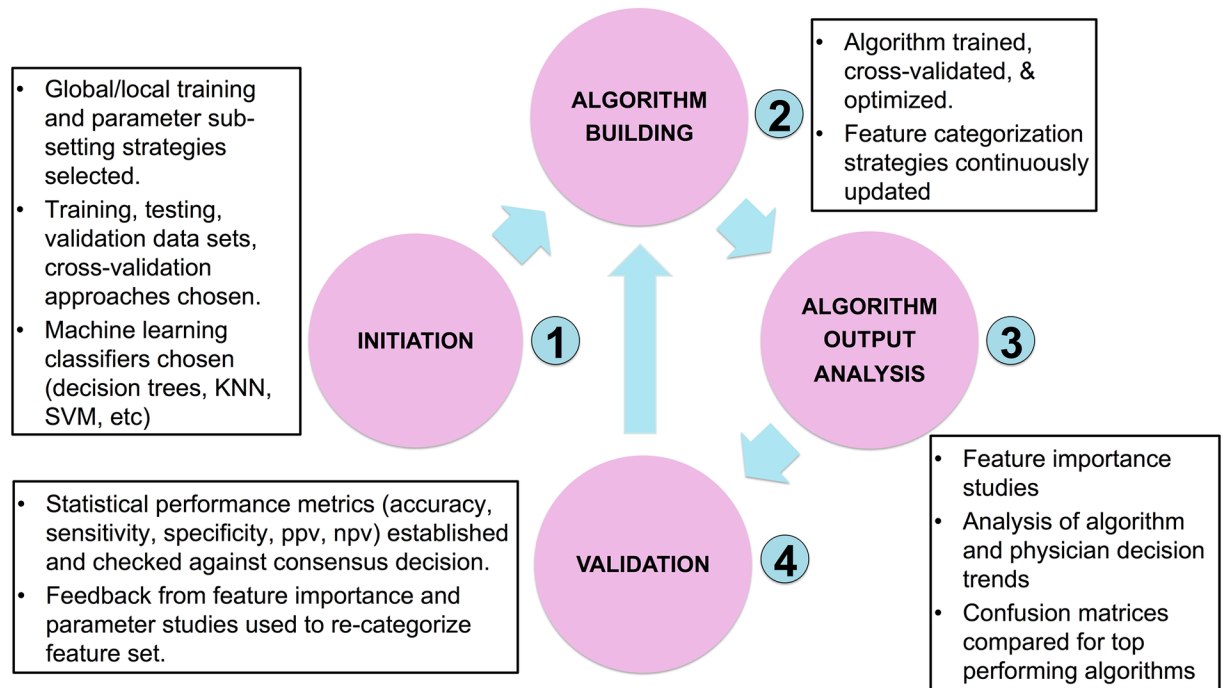 • Global/local training
and parameter sub-
setting strategies
selected.
• Training, testing,
validation data sets,
cross-validation
approaches chosen.
• Machine learning
classifiers chosen
(decision trees, KNN,
SVM, etc)
INITIATION
1
ALGORITHM
BUILDING
2
• Algorithm trained,
cross-validated, &
optimized.
• Feature categorization
strategies continuously
updated
ALGORITHM
OUTPUT
ANALYSIS
3
• Feature importance
studies
• Analysis of algorithm
and physician decision
trends
• Confusion matrices
compared for top
performing algorithms
VALIDATION
4
• Statistical performance metrics (accuracy,
sensitivity, specificity, ppv, npv) established
and checked against consensus decision.
• Feedback from feature importance and
parameter studies used to re-categorize
feature set.